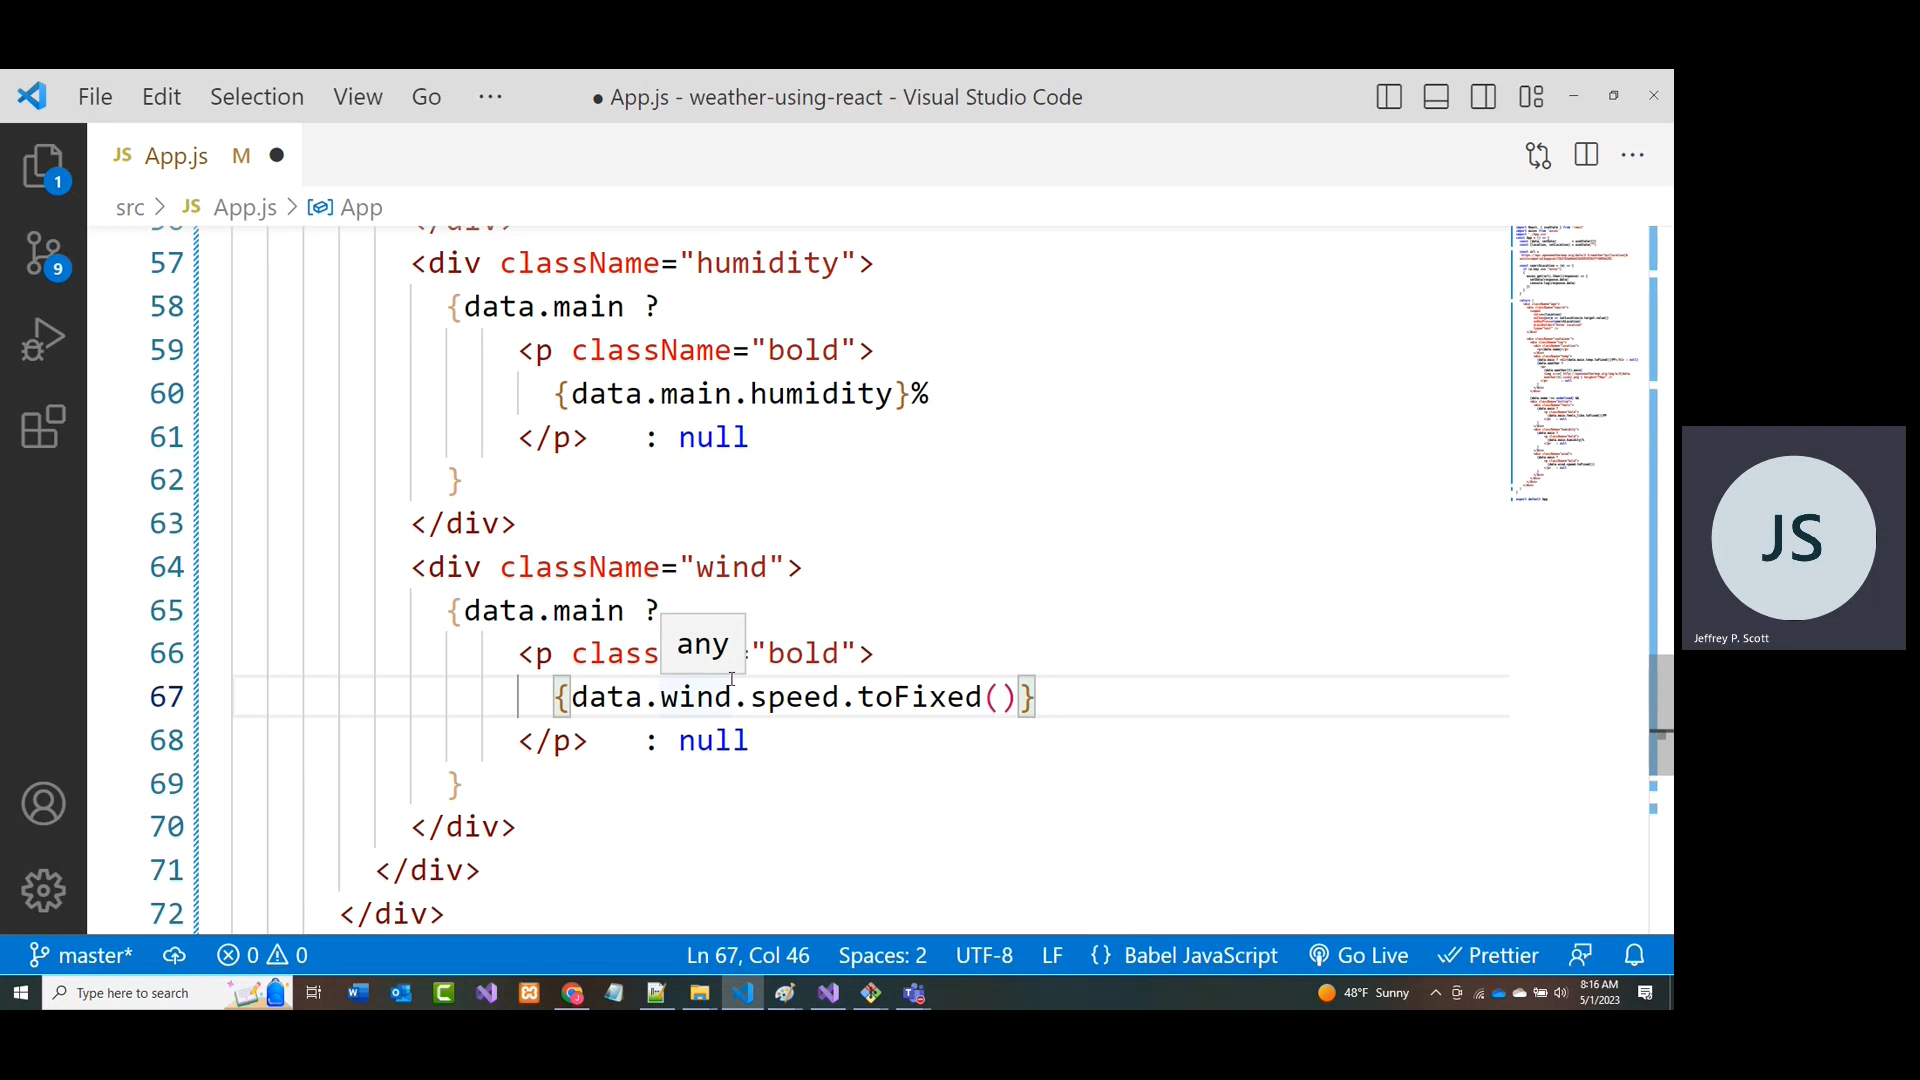 File Edit Selection View Go ··· ● App.js - weather-using-react - Visual Studio Code
JS App.js M ●
src > JS App.js > App
1
9
57 <div className="humidity">
58 {data.main ?
59 <p className="bold">
60 {data.main.humidity}%
61 </p> : null
62 }
63 </div>
64 <div className="wind">
65 {data.main ?
any
66 <p class="bold">
67 {data.wind.speed.toFixed()}
68 </p> : null
69 }
70 </div>
71 </div>
72 </div>
JS
Jeffrey P. Scott
master* 0 0 Ln 67, Col 46 Spaces: 2 UTF-8 LF {} Babel JavaScript Go Live Prettier
Type here to search 48°F Sunny 8:16 AM
5/1/2023